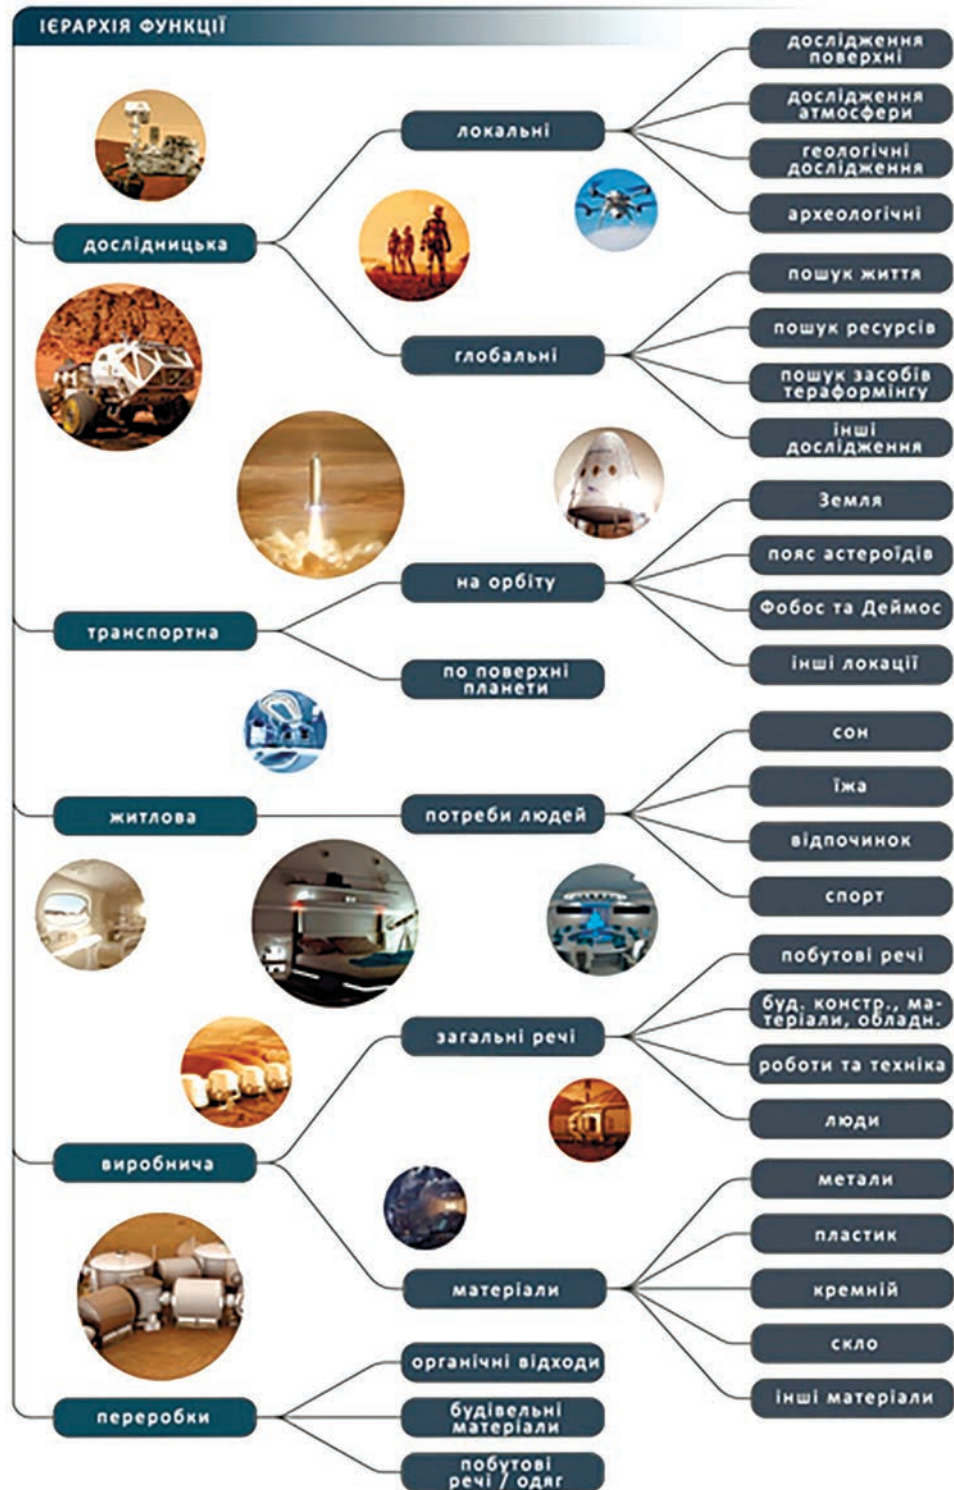 ІЄРАРХІЯ ФУНКЦІЇ
дослідницька
локальні
дослідження
поверхні
дослідження
атмосфери
геологічні
дослідження
археологічні
глобальні
пошук життя
пошук ресурсів
пошук засобів
тераформінгу
інші
дослідження
транспортна
на орбіту
Земля
пояс астероїдів
Фобос та Деймос
інші локації
по поверхні
планети
житлова
потреби людей
сон
їжа
відпочинок
спорт
виробнича
загальні речі
побутові речі
буд. констр., ма-
теріали, обладн.
роботи та техніка
люди
матеріали
метали
пластик
кремній
скло
інші матеріали
переробки
органічні відходи
будівельні
матеріали
побутові
речі / одяг